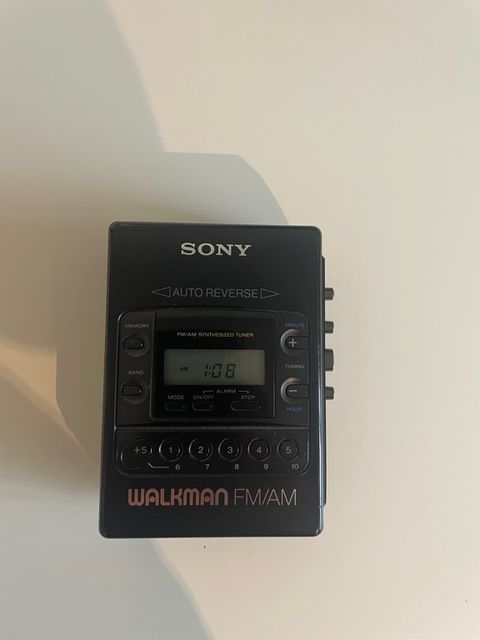 SONY
AUTO REVERSE
MEMORY
FM/AM SYNTHESIZED TUNER
MINUTE
+
BAND
AM 1:08
TUNING
ALARM
MODE ON/OFF STOP
−
HOUR
+5 1 2 3 4 5
6 7 8 9 10
WALKMAN FM/AM